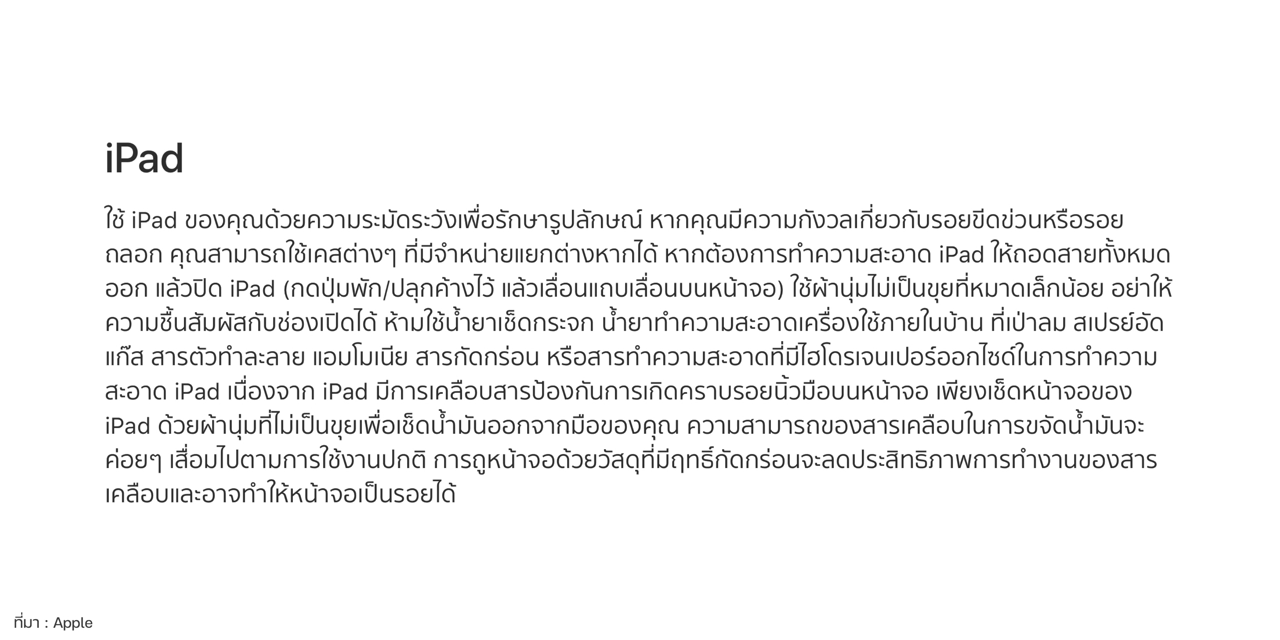 iPad
ใช้ iPad ของคุณด้วยความระมัดระวังเพื่อรักษารูปลักษณ์ หากคุณมีความกังวลเกี่ยวกับรอยขีดข่วนหรือรอย
ถลอก คุณสามารถใช้เคสต่างๆ ที่มีจำหน่ายแยกต่างหากได้ หากต้องการทำความสะอาด iPad ให้ถอดสายทั้งหมด
ออก แล้วปิด iPad (กดปุ่มพัก/ปลุกค้างไว้ แล้วเลื่อนแถบเลื่อนบนหน้าจอ) ใช้ผ้านุ่มไม่เป็นขุยที่หมาดเล็กน้อย อย่าให้
ความชื้นสัมผัสกับช่องเปิดได้ ห้ามใช้น้ำยาเช็ดกระจก น้ำยาทำความสะอาดเครื่องใช้ภายในบ้าน ที่เป่าลม สเปรย์อัด
แก๊ส สารตัวทำละลาย แอมโมเนีย สารกัดกร่อน หรือสารทำความสะอาดที่มีไฮโดรเจนเปอร์ออกไซด์ในการทำความ
สะอาด iPad เนื่องจาก iPad มีการเคลือบสารป้องกันการเกิดคราบรอยนิ้วมือบนหน้าจอ เพียงเช็ดหน้าจอของ
iPad ด้วยผ้านุ่มที่ไม่เป็นขุยเพื่อเช็ดน้ำมันออกจากมือของคุณ ความสามารถของสารเคลือบในการขจัดน้ำมันจะ
ค่อยๆ เสื่อมไปตามการใช้งานปกติ การถูหน้าจอด้วยวัสดุที่มีฤทธิ์กัดกร่อนจะลดประสิทธิภาพการทำงานของสาร
เคลือบและอาจทำให้หน้าจอเป็นรอยได้
ที่มา : Apple